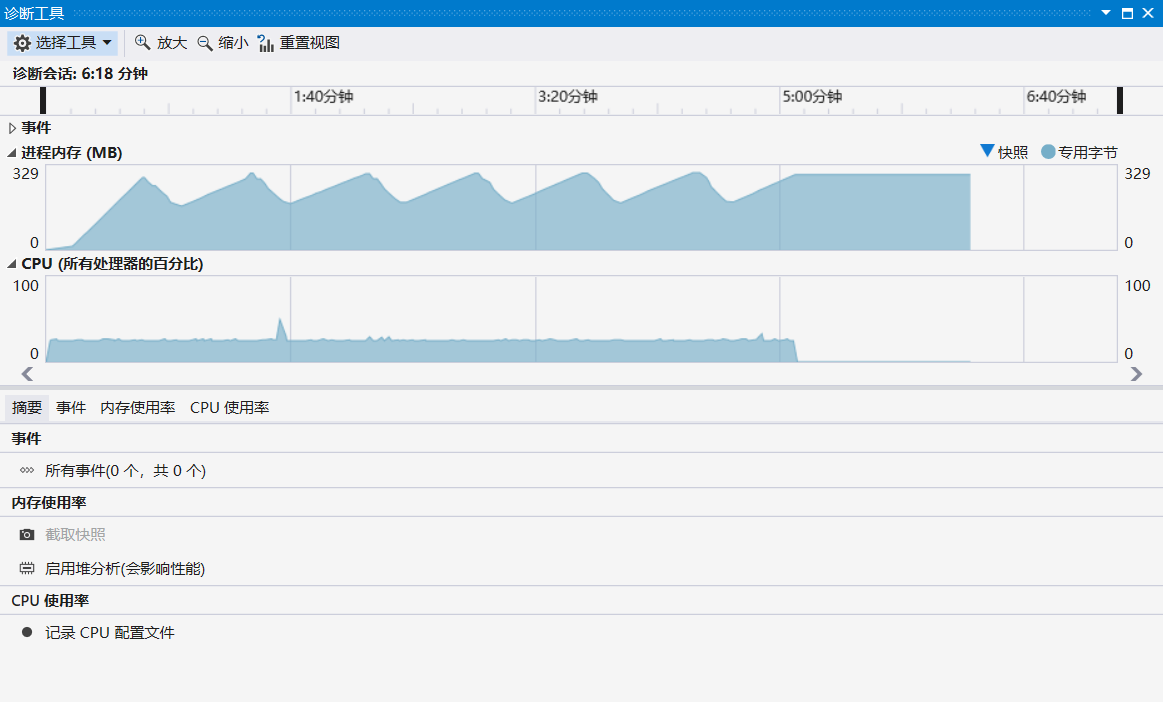 诊断工具
选择工具 放大 缩小 重置视图
诊断会话: 6:18 分钟
1:40分钟 3:20分钟 5:00分钟 6:40分钟
事件
进程内存 (MB) 快照 专用字节
329 329
0 0
CPU (所有处理器的百分比)
100 100
0 0
摘要 事件 内存使用率 CPU 使用率
事件
所有事件(0 个，共 0 个)
内存使用率
截取快照
启用堆分析(会影响性能)
CPU 使用率
记录 CPU 配置文件